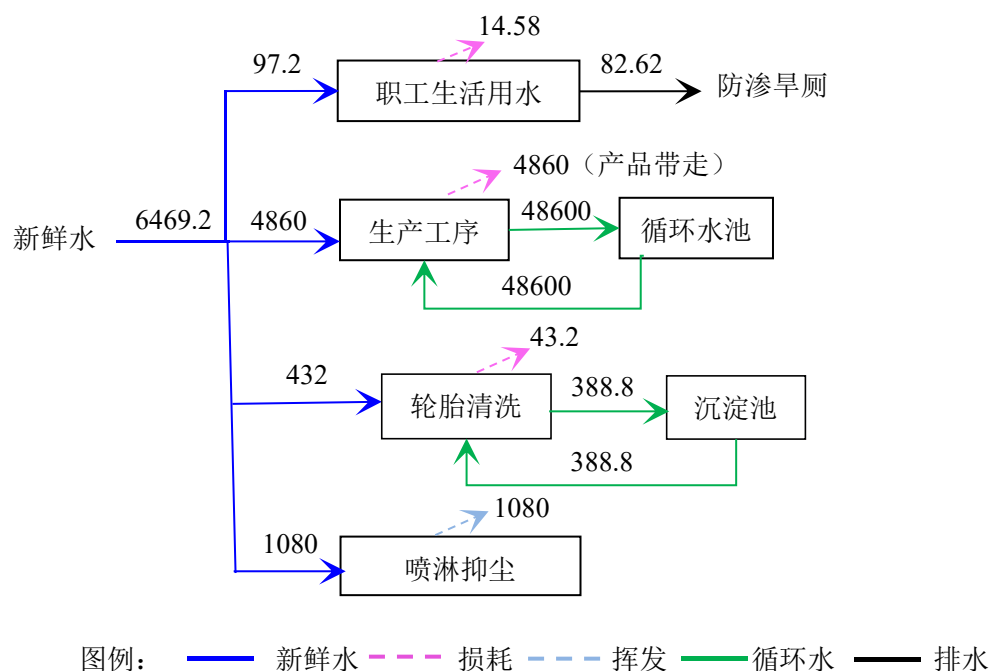 14.58
97.2
职工生活用水
82.62
防渗旱厕
4860（产品带走）
新鲜水
6469.2
4860
生产工序
48600
循环水池
48600
43.2
432
轮胎清洗
388.8
沉淀池
388.8
1080
1080
喷淋抑尘
图例： 新鲜水 损耗 挥发 循环水 排水